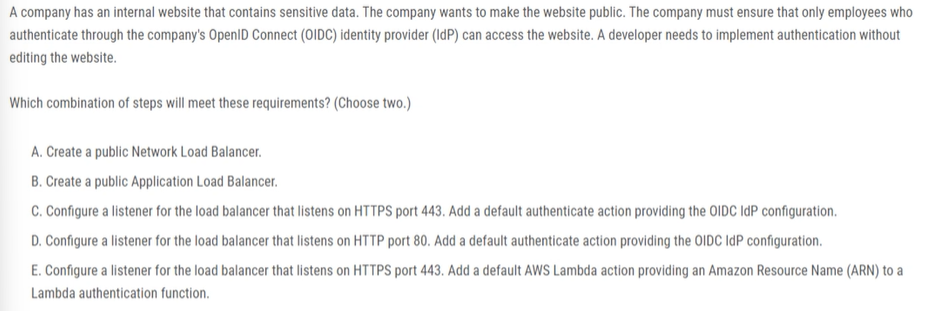 A company has an internal website that contains sensitive data. The company wants to make the website public. The company must ensure that only employees who
authenticate through the company's OpenID Connect (OIDC) identity provider (IdP) can access the website. A developer needs to implement authentication without
editing the website.
Which combination of steps will meet these requirements? (Choose two.)
A. Create a public Network Load Balancer.
B. Create a public Application Load Balancer.
C. Configure a listener for the load balancer that listens on HTTPS port 443. Add a default authenticate action providing the OIDC IdP configuration.
D. Configure a listener for the load balancer that listens on HTTP port 80. Add a default authenticate action providing the OIDC IdP configuration.
E. Configure a listener for the load balancer that listens on HTTPS port 443. Add a default AWS Lambda action providing an Amazon Resource Name (ARN) to a
Lambda authentication function.